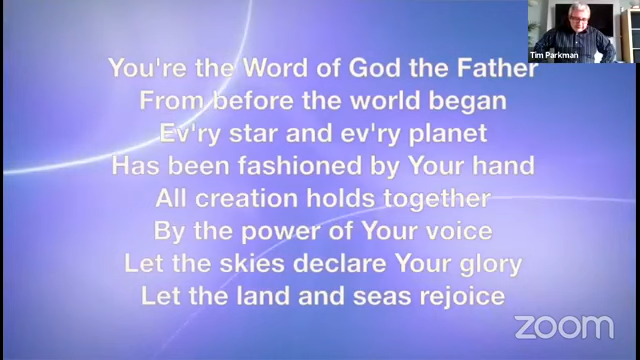 You're the Word of God the Father
From before the world began
Ev'ry star and ev'ry planet
Has been fashioned by Your hand
All creation holds together
By the power of Your voice
Let the skies declare Your glory
Let the land and seas rejoice
Tim Parkman
zoom